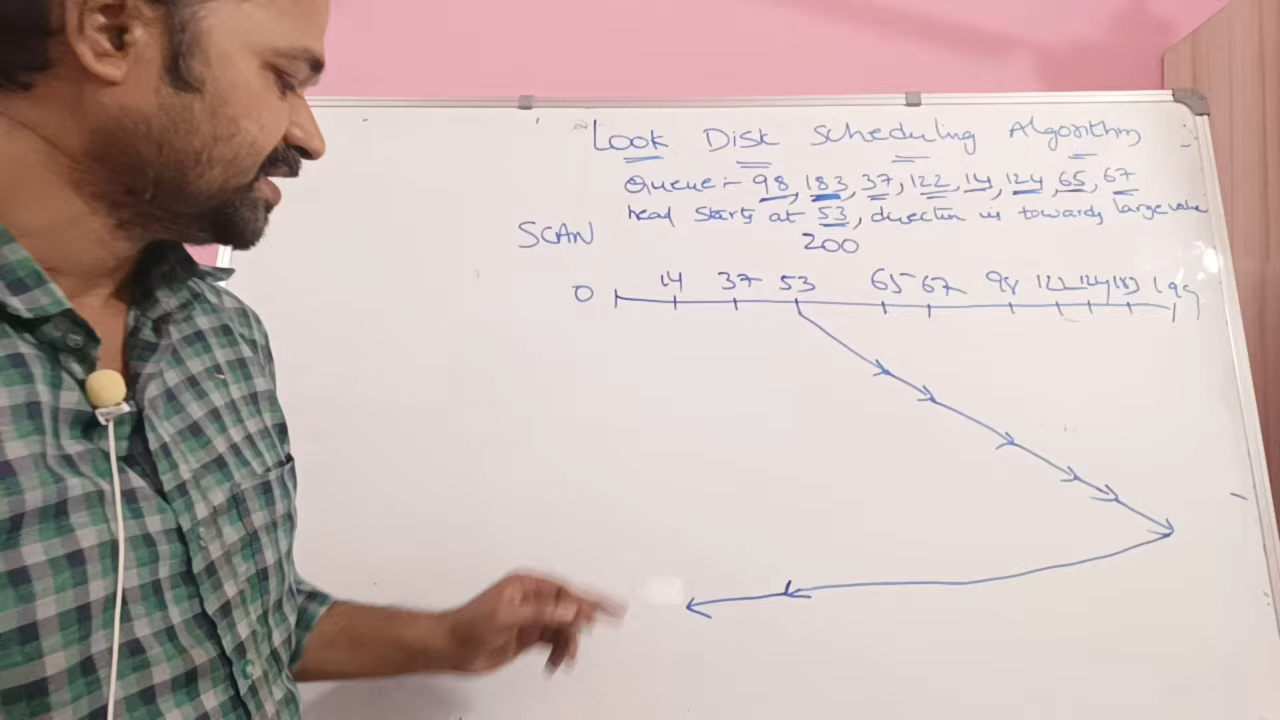 Look Disk Scheduling Algorithm
Queue:- 98, 183, 37, 122, 14, 124, 65, 67
head starts at 53, direction is towards large value
SCAN
200
0 14 37 53 65 67 98 122 124 183 199